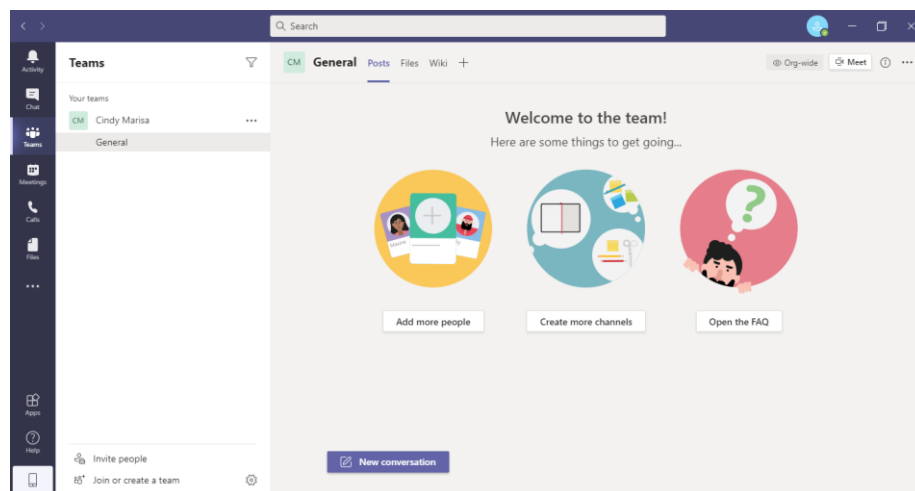 Search
Activity
Chat
Teams
Meetings
Calls
Files
Apps
Help
Teams
Your teams
CM Cindy Marisa
General
Invite people
Join or create a team
CM General Posts Files Wiki
Org-wide Meet
Welcome to the team!
Here are some things to get going...
Maxine
Add more people
Create more channels
Open the FAQ
New conversation